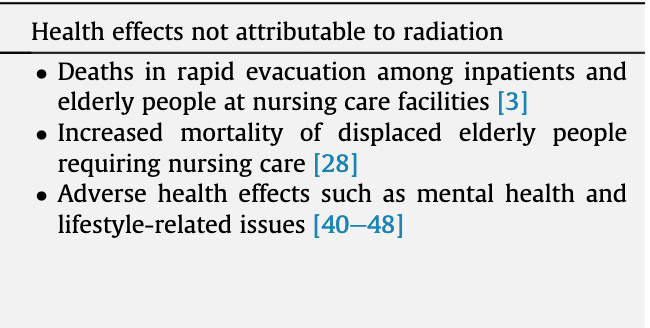 Health effects not attributable to radiation
• Deaths in rapid evacuation among inpatients and
elderly people at nursing care facilities [3]
• Increased mortality of displaced elderly people
requiring nursing care [28]
• Adverse health effects such as mental health and
lifestyle-related issues [40–48]